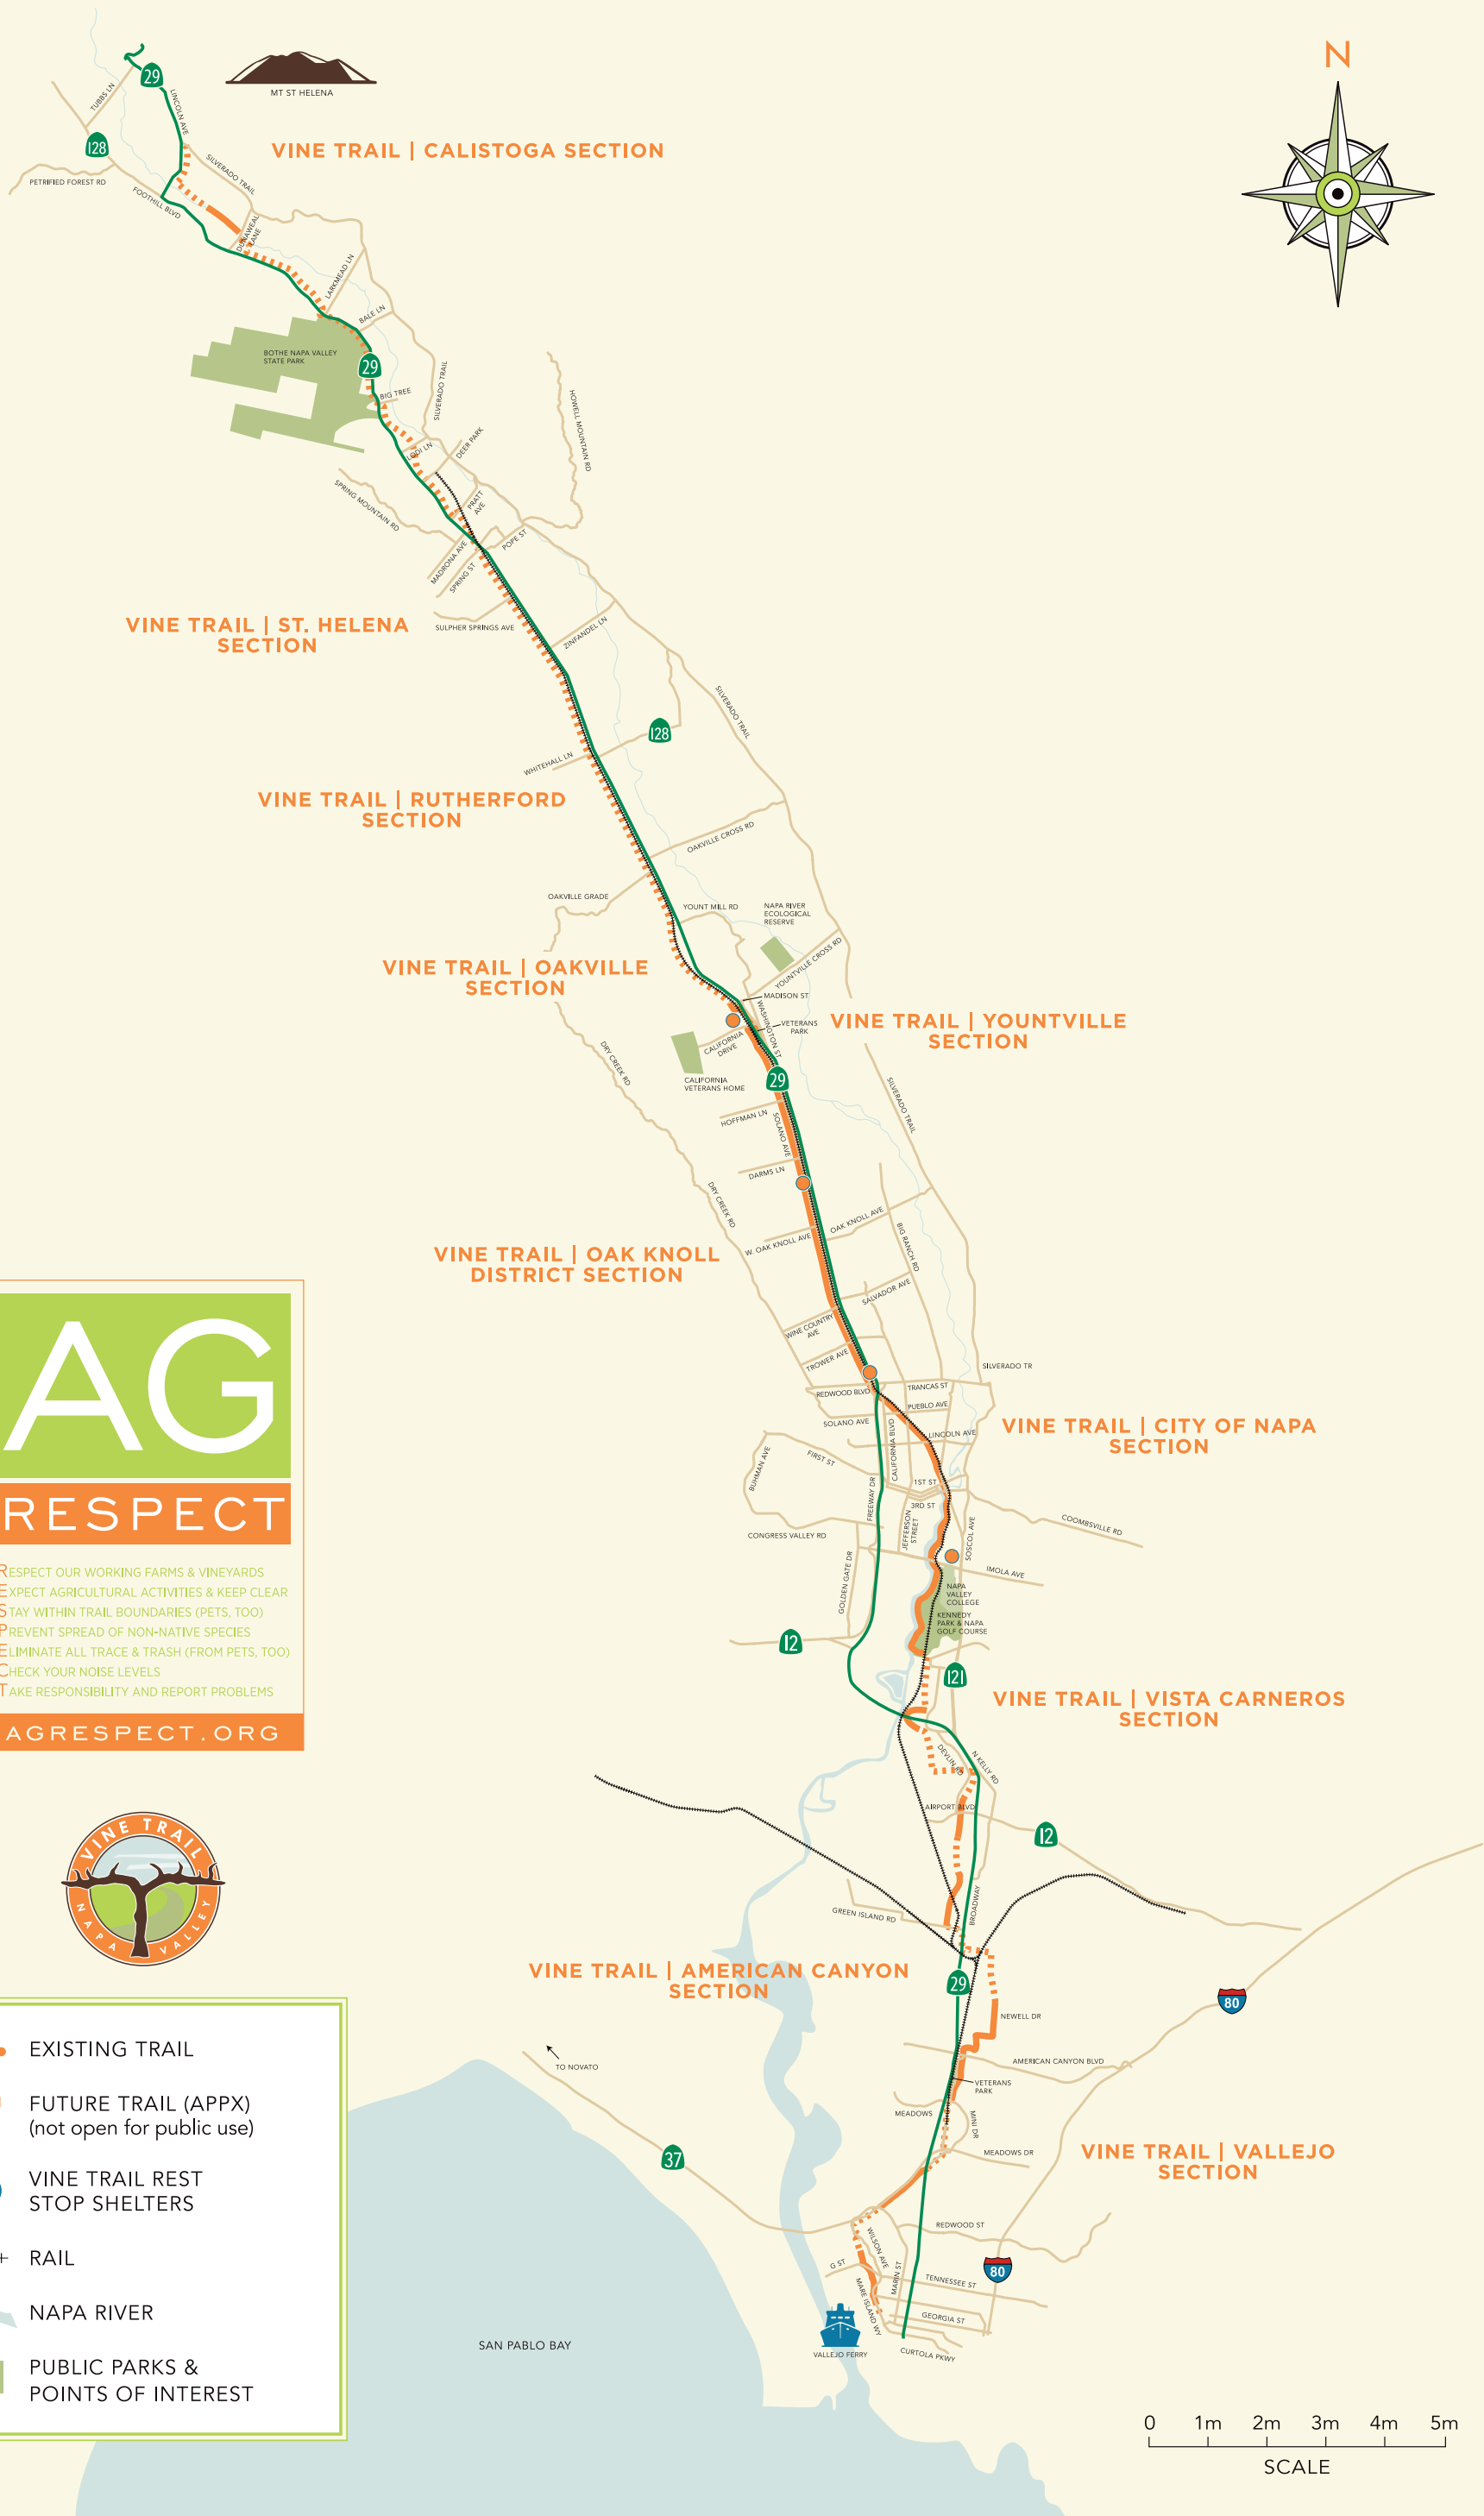 N
29
LINCOLN AVE
TUBBS LN
MT ST HELENA
128
VINE TRAIL | CALISTOGA SECTION
PETRIFIED FOREST RD
SILVERADO TRAIL
FOOTHILL BLVD
DUNAWEAL
LANE
LARKMEAD LN
BALE LN
BOTHE NAPA VALLEY
STATE PARK
29
BIG TREE
SILVERADO TRAIL
HOWELL MOUNTAIN RD
LODI LN
DEER PARK
SPRING MOUNTAIN RD
PRATT
AVE
POPE ST
MADRONA AVE
SPRING ST
VINE TRAIL | ST. HELENA
SECTION
SULPHER SPRINGS AVE
ZINFANDEL LN
SILVERADO TRAIL
128
WHITEHALL LN
VINE TRAIL | RUTHERFORD
SECTION
OAKVILLE CROSS RD
OAKVILLE GRADE
YOUNT MILL RD
NAPA RIVER
ECOLOGICAL
RESERVE
YOUNTVILLE CROSS RD
VINE TRAIL | OAKVILLE
SECTION
MADISON ST
WASHINGTON ST
VETERANS
PARK
VINE TRAIL | YOUNTVILLE
SECTION
CALIFORNIA
DRIVE
DRY CREEK RD
CALIFORNIA
VETERANS HOME
29
SILVERADO TRAIL
HOFFMAN LN
SOLANO AVE
DARMS LN
DRY CREEK RD
OAK KNOLL AVE
W. OAK KNOLL AVE
BIG RANCH RD
VINE TRAIL | OAK KNOLL
DISTRICT SECTION
SALVADOR AVE
WINE COUNTRY
AVE
TROWER AVE
SILVERADO TR
REDWOOD BLVD
TRANCAS ST
PUEBLO AVE
SOLANO AVE
CALIFORNIA BLVD
LINCOLN AVE
VINE TRAIL | CITY OF NAPA
SECTION
BUHMAN AVE
FIRST ST
FREEWAY DR
1ST ST
3RD ST
JEFFERSON
STREET
SOSCOL AVE
COOMBSVILLE RD
CONGRESS VALLEY RD
GOLDEN GATE DR
IMOLA AVE
NAPA
VALLEY
COLLEGE
KENNEDY
PARK & NAPA
GOLF COURSE
12
121
VINE TRAIL | VISTA CARNEROS
SECTION
DEVLIN RD
N KELLY RD
AIRPORT BLVD
12
BROADWAY
GREEN ISLAND RD
VINE TRAIL | AMERICAN CANYON
SECTION
29
80
NEWELL DR
TO NOVATO
AMERICAN CANYON BLVD
VETERANS
PARK
MEADOWS
MINI DR
MEADOWS DR
37
VINE TRAIL | VALLEJO
SECTION
REDWOOD ST
WILSON AVE
G ST
MARIN ST
80
TENNESSEE ST
MARE ISLAND WY
GEORGIA ST
SAN PABLO BAY
VALLEJO FERRY
CURTOLA PKWY
AG
RESPECT
RESPECT OUR WORKING FARMS & VINEYARDS
EXPECT AGRICULTURAL ACTIVITIES & KEEP CLEAR
STAY WITHIN TRAIL BOUNDARIES (PETS, TOO)
PREVENT SPREAD OF NON-NATIVE SPECIES
ELIMINATE ALL TRACE & TRASH (FROM PETS, TOO)
CHECK YOUR NOISE LEVELS
TAKE RESPONSIBILITY AND REPORT PROBLEMS
AGRESPECT.ORG
VINE TRAIL
NAPA VALLEY
EXISTING TRAIL
FUTURE TRAIL (APPX)
(not open for public use)
VINE TRAIL REST
STOP SHELTERS
RAIL
NAPA RIVER
PUBLIC PARKS &
POINTS OF INTEREST
0 1m 2m 3m 4m 5m
SCALE